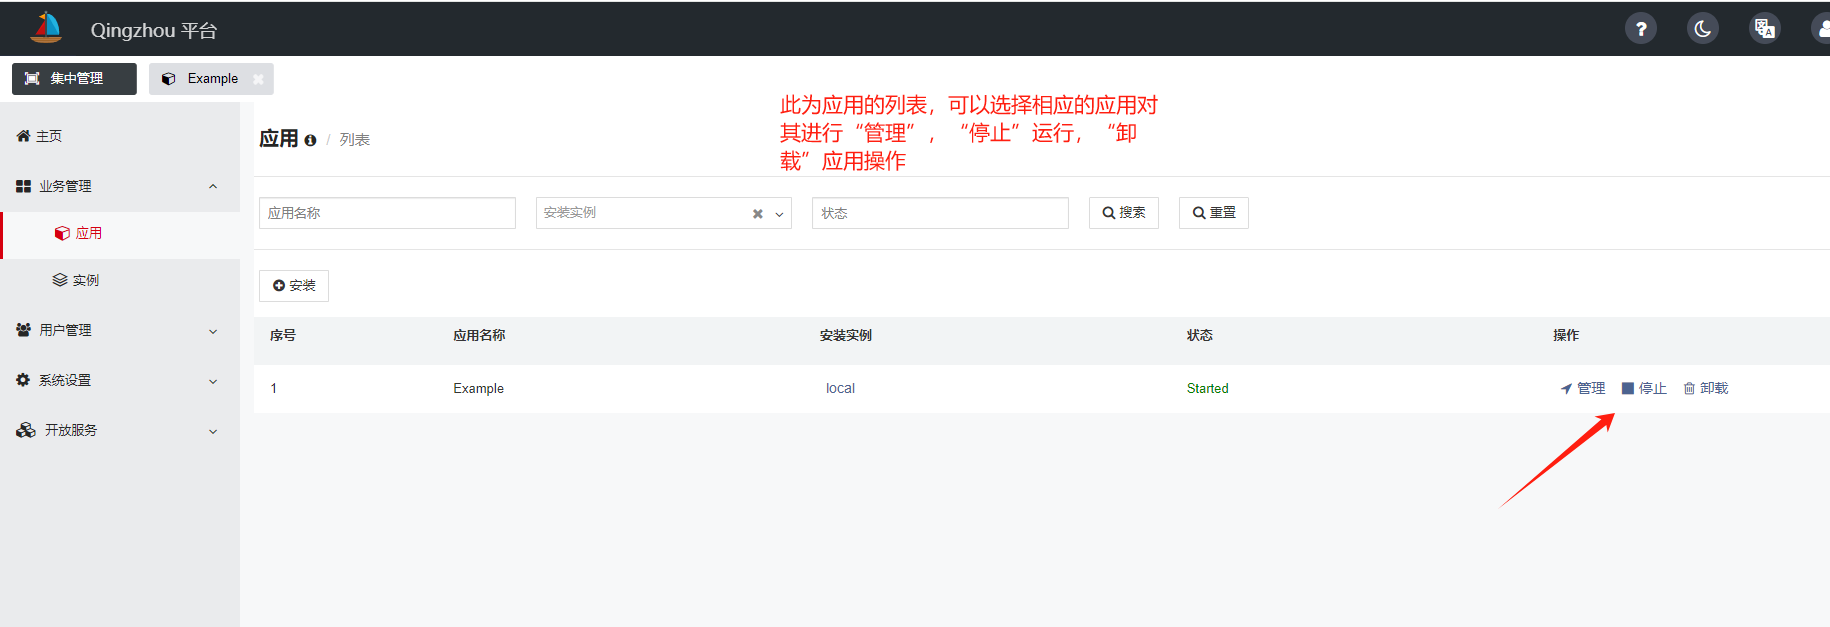 Qingzhou 平台
?
集中管理
Example
主页
业务管理
应用
实例
用户管理
系统设置
开放服务
应用 / 列表
此为应用的列表，可以选择相应的应用对
其进行“管理”，“停止”运行，“卸
载”应用操作
应用名称
安装实例
状态
搜索
重置
安装
序号 应用名称 安装实例 状态 操作
1 Example local Started 管理 停止 卸载